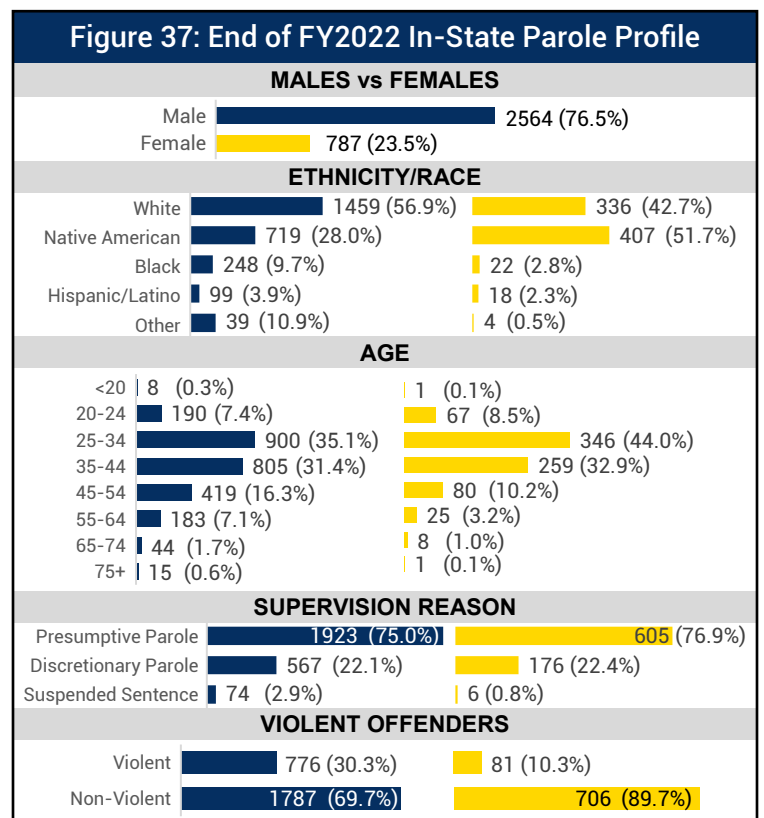 Figure 37: End of FY2022 In-State Parole Profile
MALES vs FEMALES
Male 2564 (76.5%)
Female 787 (23.5%)
ETHNICITY/RACE
White 1459 (56.9%) 336 (42.7%)
Native American 719 (28.0%) 407 (51.7%)
Black 248 (9.7%) 22 (2.8%)
Hispanic/Latino 99 (3.9%) 18 (2.3%)
Other 39 (10.9%) 4 (0.5%)
AGE
<20 8 (0.3%) 1 (0.1%)
20-24 190 (7.4%) 67 (8.5%)
25-34 900 (35.1%) 346 (44.0%)
35-44 805 (31.4%) 259 (32.9%)
45-54 419 (16.3%) 80 (10.2%)
55-64 183 (7.1%) 25 (3.2%)
65-74 44 (1.7%) 8 (1.0%)
75+ 15 (0.6%) 1 (0.1%)
SUPERVISION REASON
Presumptive Parole 1923 (75.0%) 605 (76.9%)
Discretionary Parole 567 (22.1%) 176 (22.4%)
Suspended Sentence 74 (2.9%) 6 (0.8%)
VIOLENT OFFENDERS
Violent 776 (30.3%) 81 (10.3%)
Non-Violent 1787 (69.7%) 706 (89.7%)